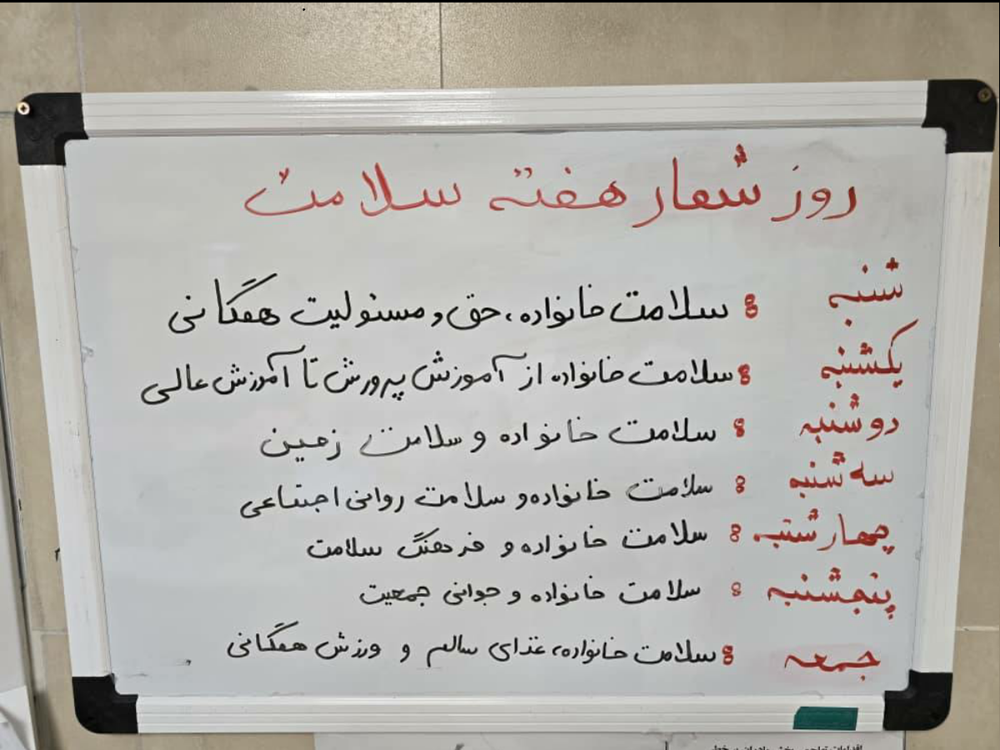 روز شعار هفته سلامت
شنبه : سلامت خانواده، حق و مسئولیت همگانی
یکشنبه : سلامت خانواده از آموزش پرورش تا آموزش عالی
دوشنبه : سلامت خانواده و سلامت زمین
سه شنبه : سلامت خانواده و سلامت روانی اجتماعی
چهارشنبه : سلامت خانواده و فرهنگ سلامت
پنجشنبه : سلامت خانواده و جوانی جمعیت
جمعه : سلامت خانواده، غذای سالم و ورزش همگانی